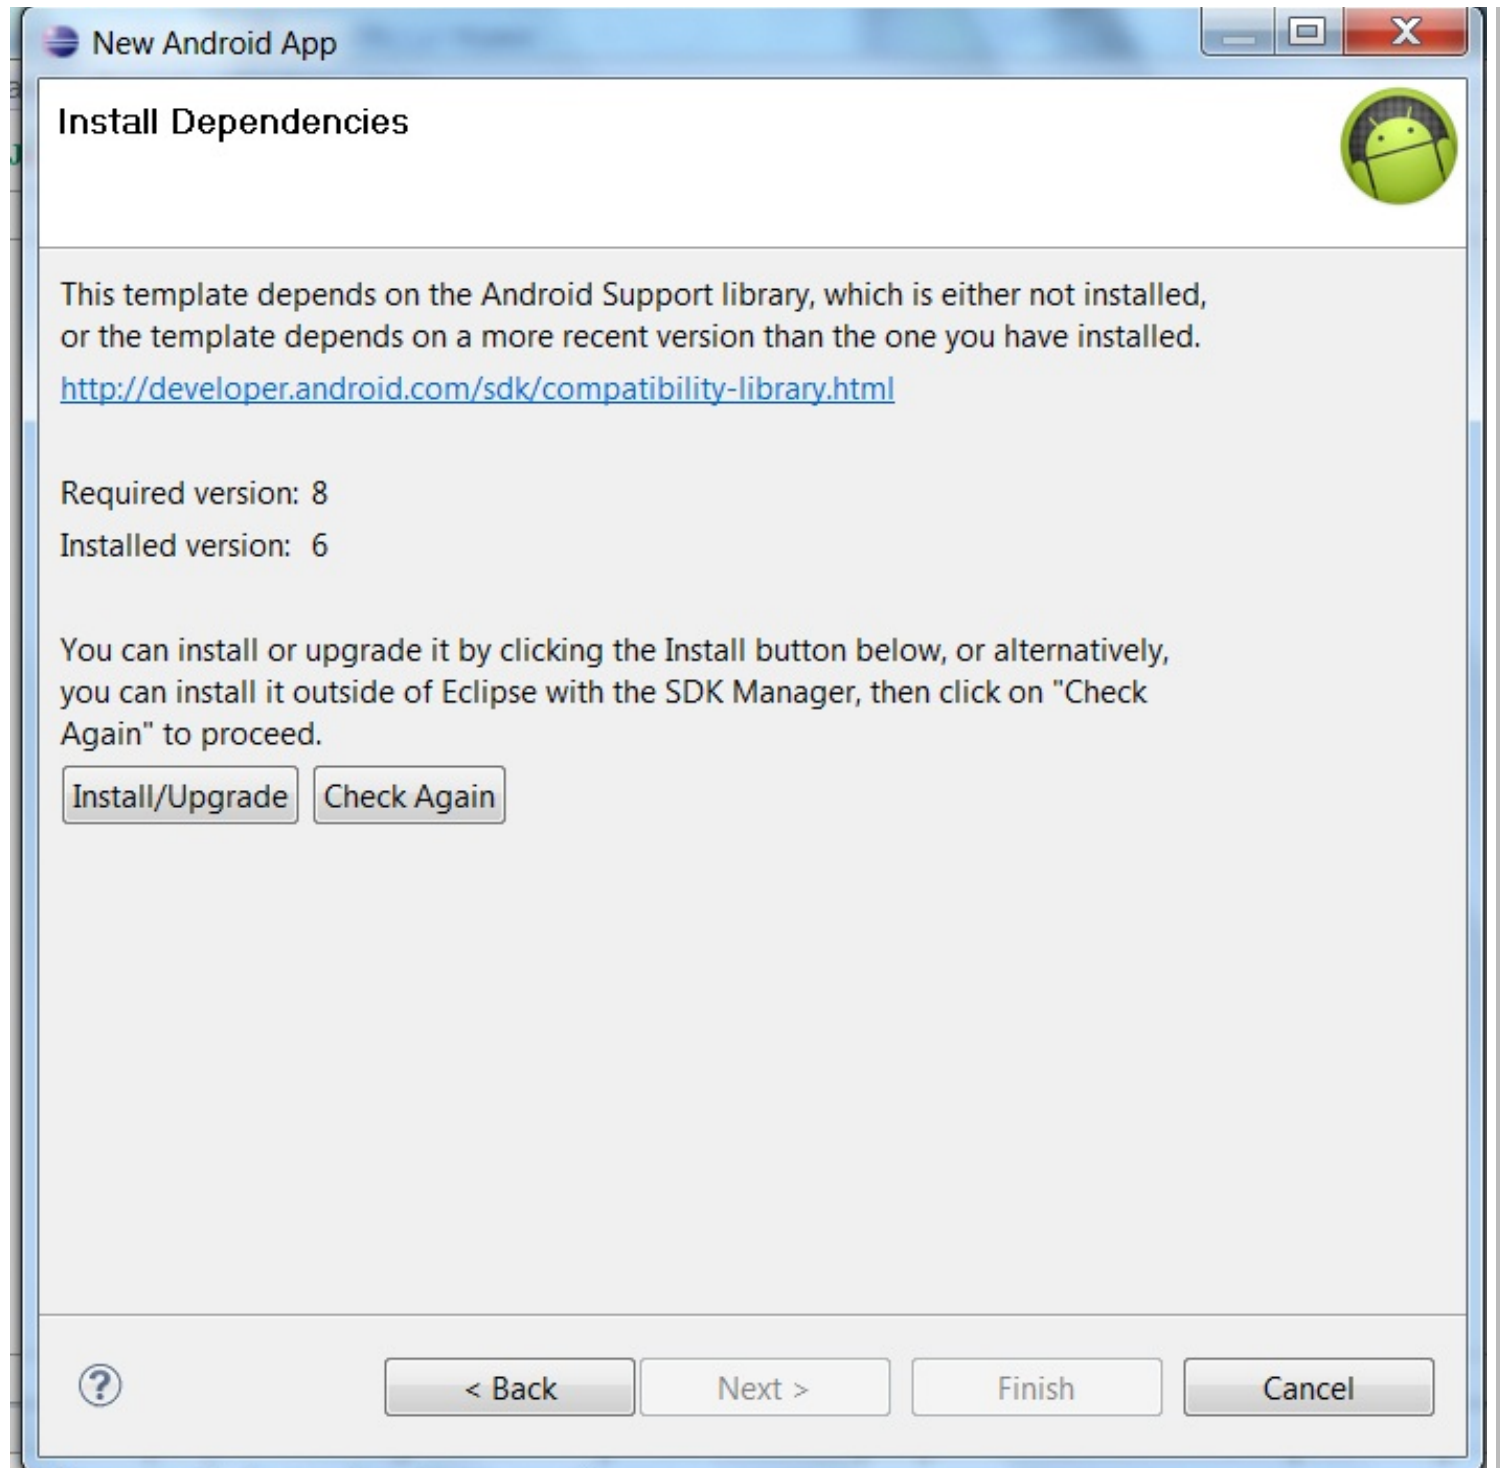 New Android App
Install Dependencies
This template depends on the Android Support library, which is either not installed,
or the template depends on a more recent version than the one you have installed.
http://developer.android.com/sdk/compatibility-library.html
Required version: 8
Installed version: 6
You can install or upgrade it by clicking the Install button below, or alternatively,
you can install it outside of Eclipse with the SDK Manager, then click on "Check
Again" to proceed.
Install/Upgrade Check Again
< Back Next > Finish Cancel